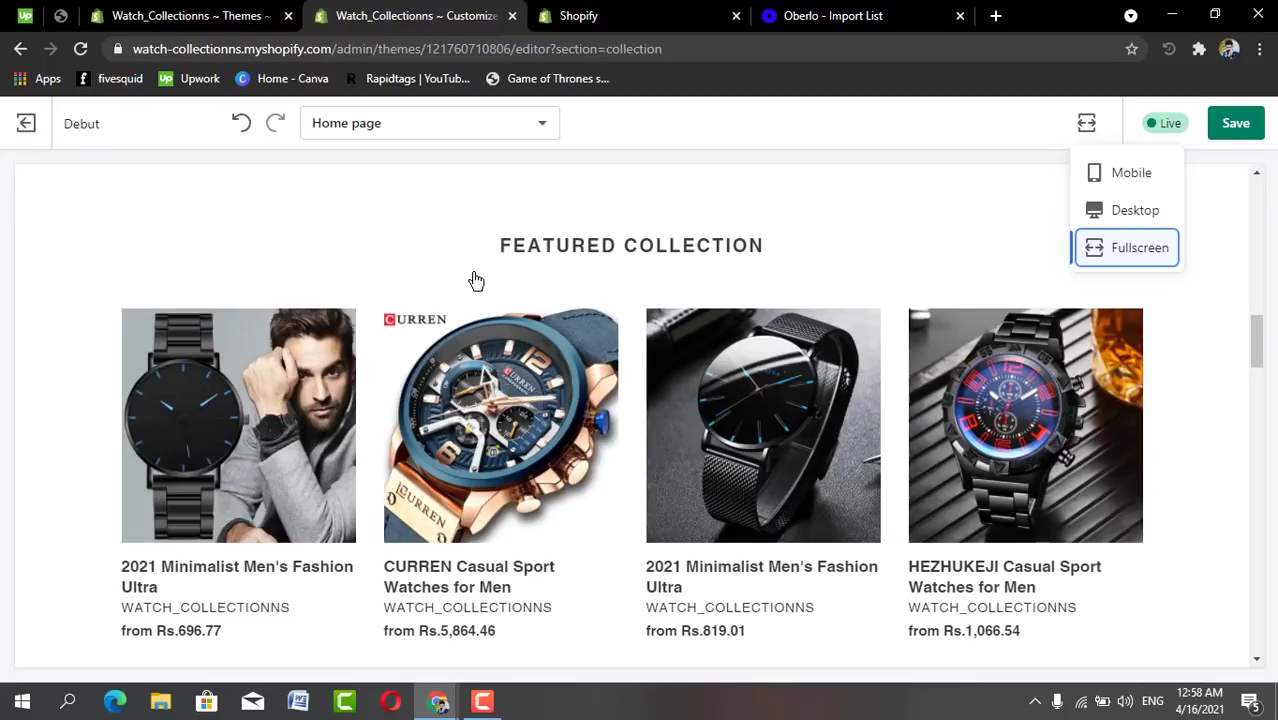 Watch_Collectionns ~ Themes ~
Watch_Collectionns ~ Customize
Shopify
Oberlo - Import List
watch-collectionns.myshopify.com/admin/themes/121760710806/editor?section=collection
Apps
fivesquid
Up Upwork
Home - Canva
Rapidtags | YouTub...
Game of Thrones s...
Debut
Home page
Live
Save
Mobile
Desktop
Fullscreen
FEATURED COLLECTION
CURREN
CURREN
CURREN
2021 Minimalist Men's Fashion
Ultra
WATCH_COLLECTIONNS
from Rs.696.77
CURREN Casual Sport
Watches for Men
WATCH_COLLECTIONNS
from Rs.5,864.46
2021 Minimalist Men's Fashion
Ultra
WATCH_COLLECTIONNS
from Rs.819.01
HEZHUKEJI Casual Sport
Watches for Men
WATCH_COLLECTIONNS
from Rs.1,066.54
ENG
12:58 AM
4/16/2021
5